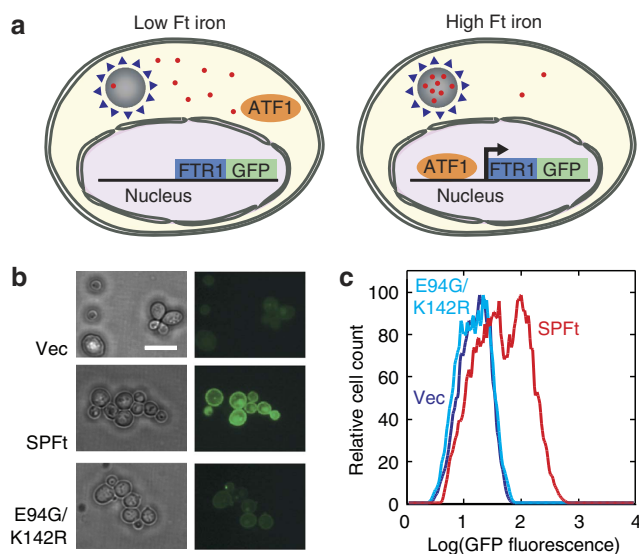 a
Low Ft iron
High Ft iron
ATF1
FTR1 GFP
Nucleus
ATF1
FTR1 GFP
Nucleus
b
Vec
SPFt
E94G/
K142R
c
E94G/
K142R
SPFt
Vec
Relative cell count
100
80
60
40
20
0
0 1 2 3 4
Log(GFP fluorescence)